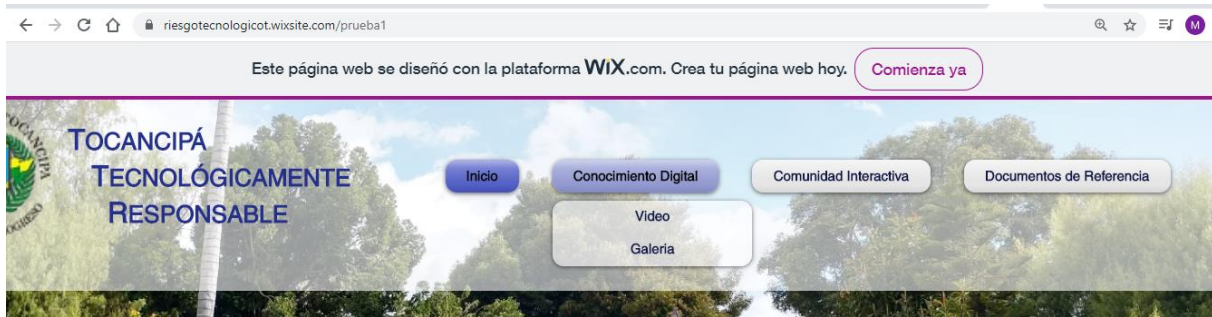 riesgotecnologicot.wixsite.com/prueba1
M
Este página web se diseñó con la plataforma WiX.com. Crea tu página web hoy. Comienza ya
TOCANCIPÁ
TECNOLÓGICAMENTE
RESPONSABLE
Inicio Conocimiento Digital Comunidad Interactiva Documentos de Referencia
Video
Galeria